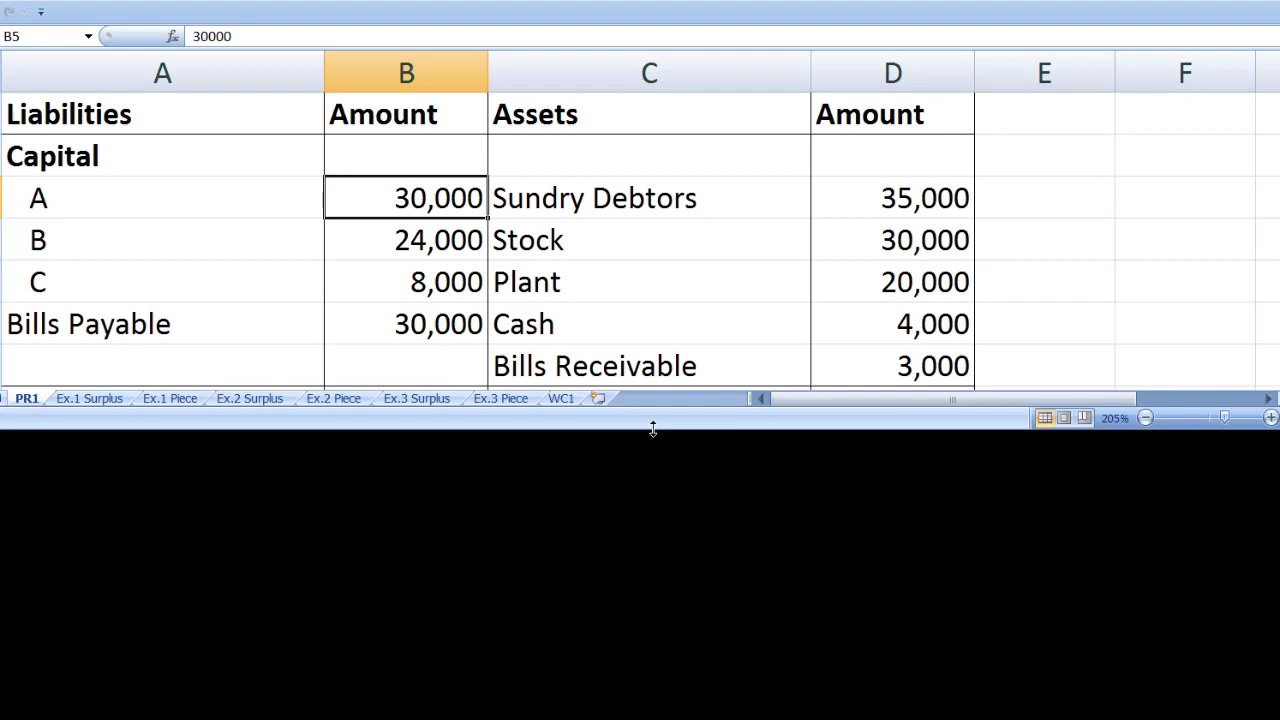 B5 fx 30000
A B C D E F
Liabilities Amount Assets Amount
Capital
A 30,000 Sundry Debtors 35,000
B 24,000 Stock 30,000
C 8,000 Plant 20,000
Bills Payable 30,000 Cash 4,000
Bills Receivable 3,000
PR1 Ex.1 Surplus Ex.1 Piece Ex.2 Surplus Ex.2 Piece Ex.3 Surplus Ex.3 Piece WC1
205%